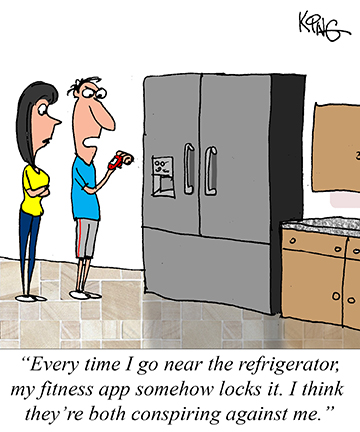 KPNG
“Every time I go near the refrigerator,
my fitness app somehow locks it. I think
they’re both conspiring against me.”